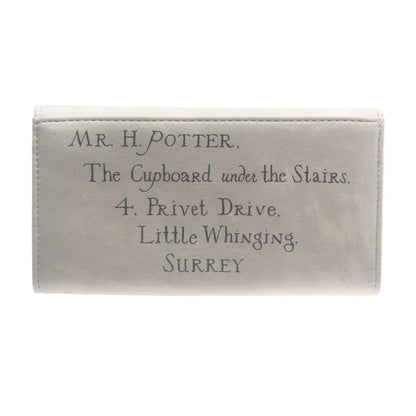 MR. H. POTTER,
The Cupboard under the Stairs,
4, Privet Drive,
Little Whinging,
SURREY